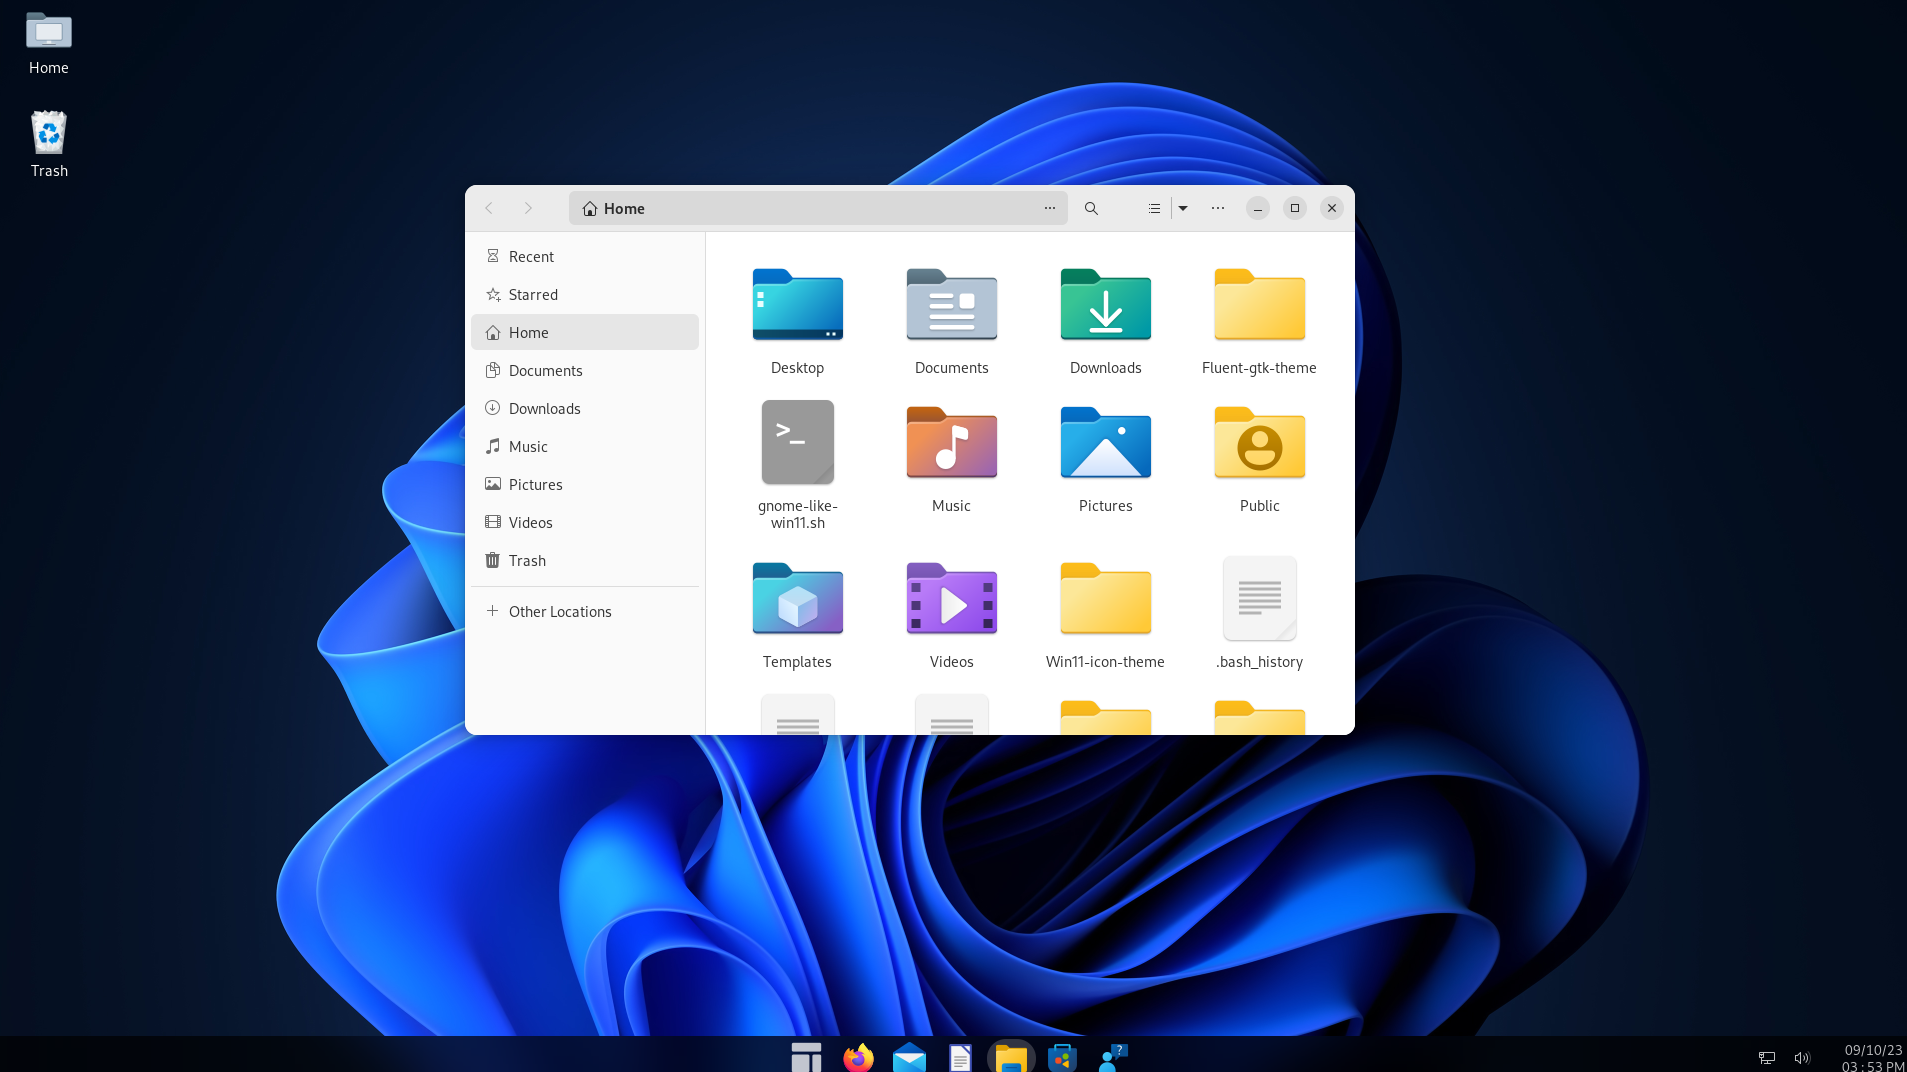 Home
Trash
Home
Recent
Starred
Home
Documents
Downloads
Music
Pictures
Videos
Trash
Other Locations
Desktop
Documents
Downloads
Fluent-gtk-theme
>_
gnome-like-
win11.sh
Music
Pictures
Public
Templates
Videos
Win11-icon-theme
.bash_history
?
09/10/23
03:53 PM